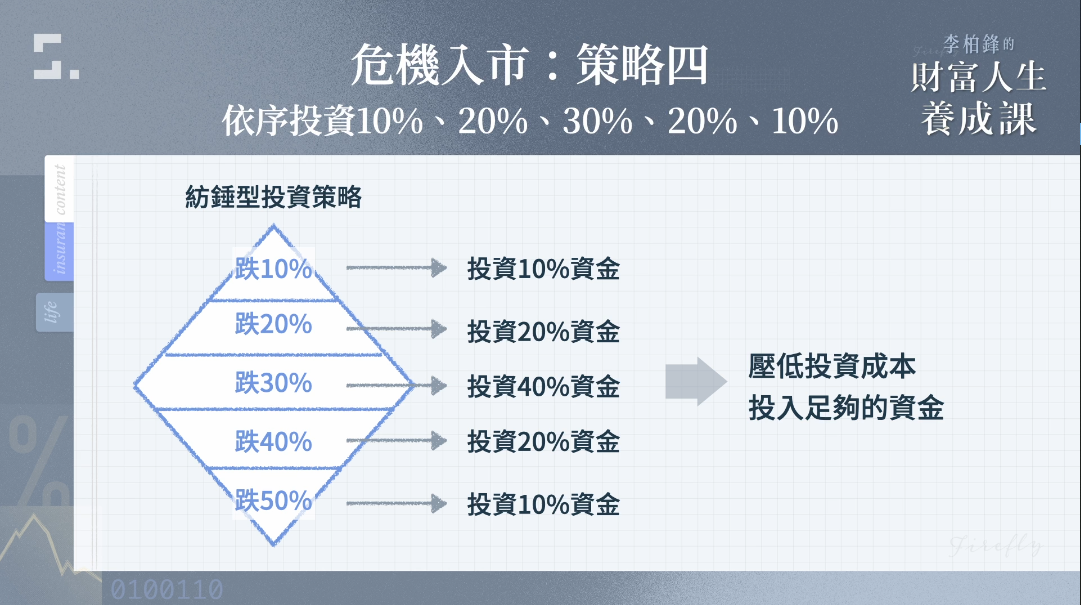 危機入市：策略四
依序投資10%、20%、30%、20%、10%
李柏鋒的
財富人生
養成課
content
insuran
life
紡錘型投資策略
跌10%
投資10%資金
跌20%
投資20%資金
跌30%
投資40%資金
跌40%
投資20%資金
跌50%
投資10%資金
壓低投資成本
投入足夠的資金
%
Firefly
0100110